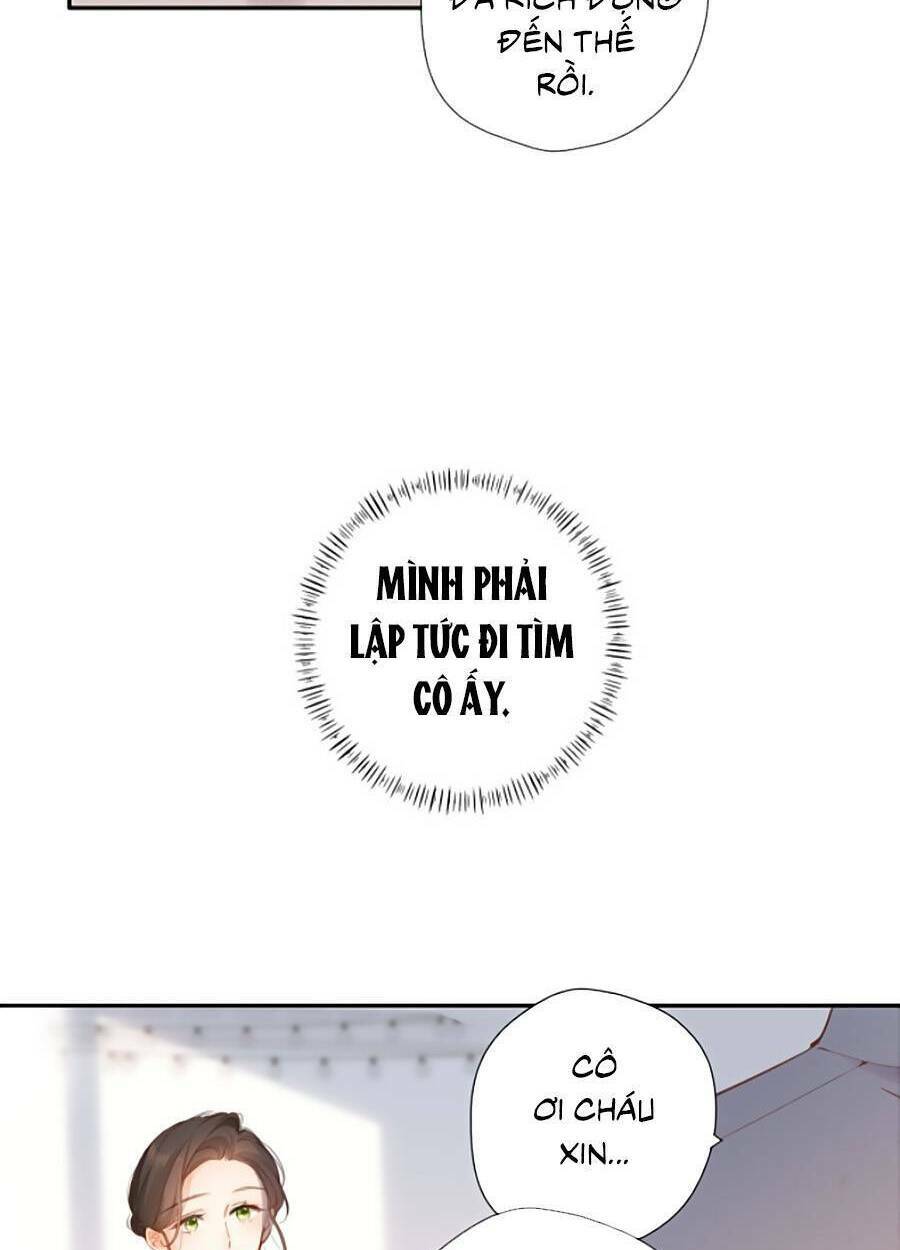 ĐẾN THẾ
RỒI.
MÌNH PHẢI
LẬP TỨC ĐI TÌM
CÔ ẤY.
CÔ
ƠI CHÁU
XIN...